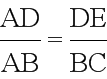 AD/AB = DE/BC